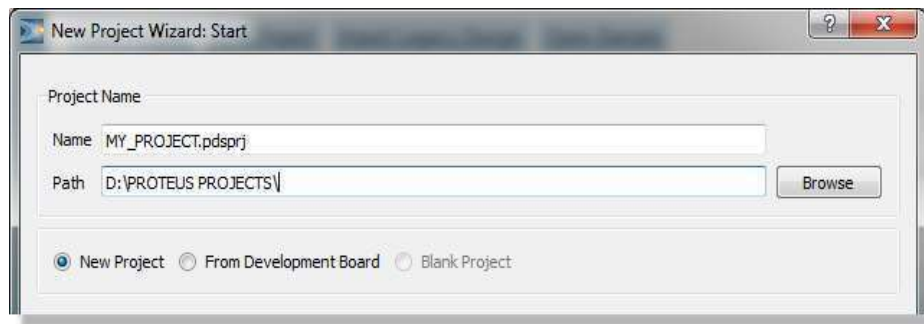 New Project Wizard: Start
Project Name
Name MY_PROJECT.pdsprj
Path D:\PROTEUS PROJECTS\ Browse
New Project From Development Board Blank Project